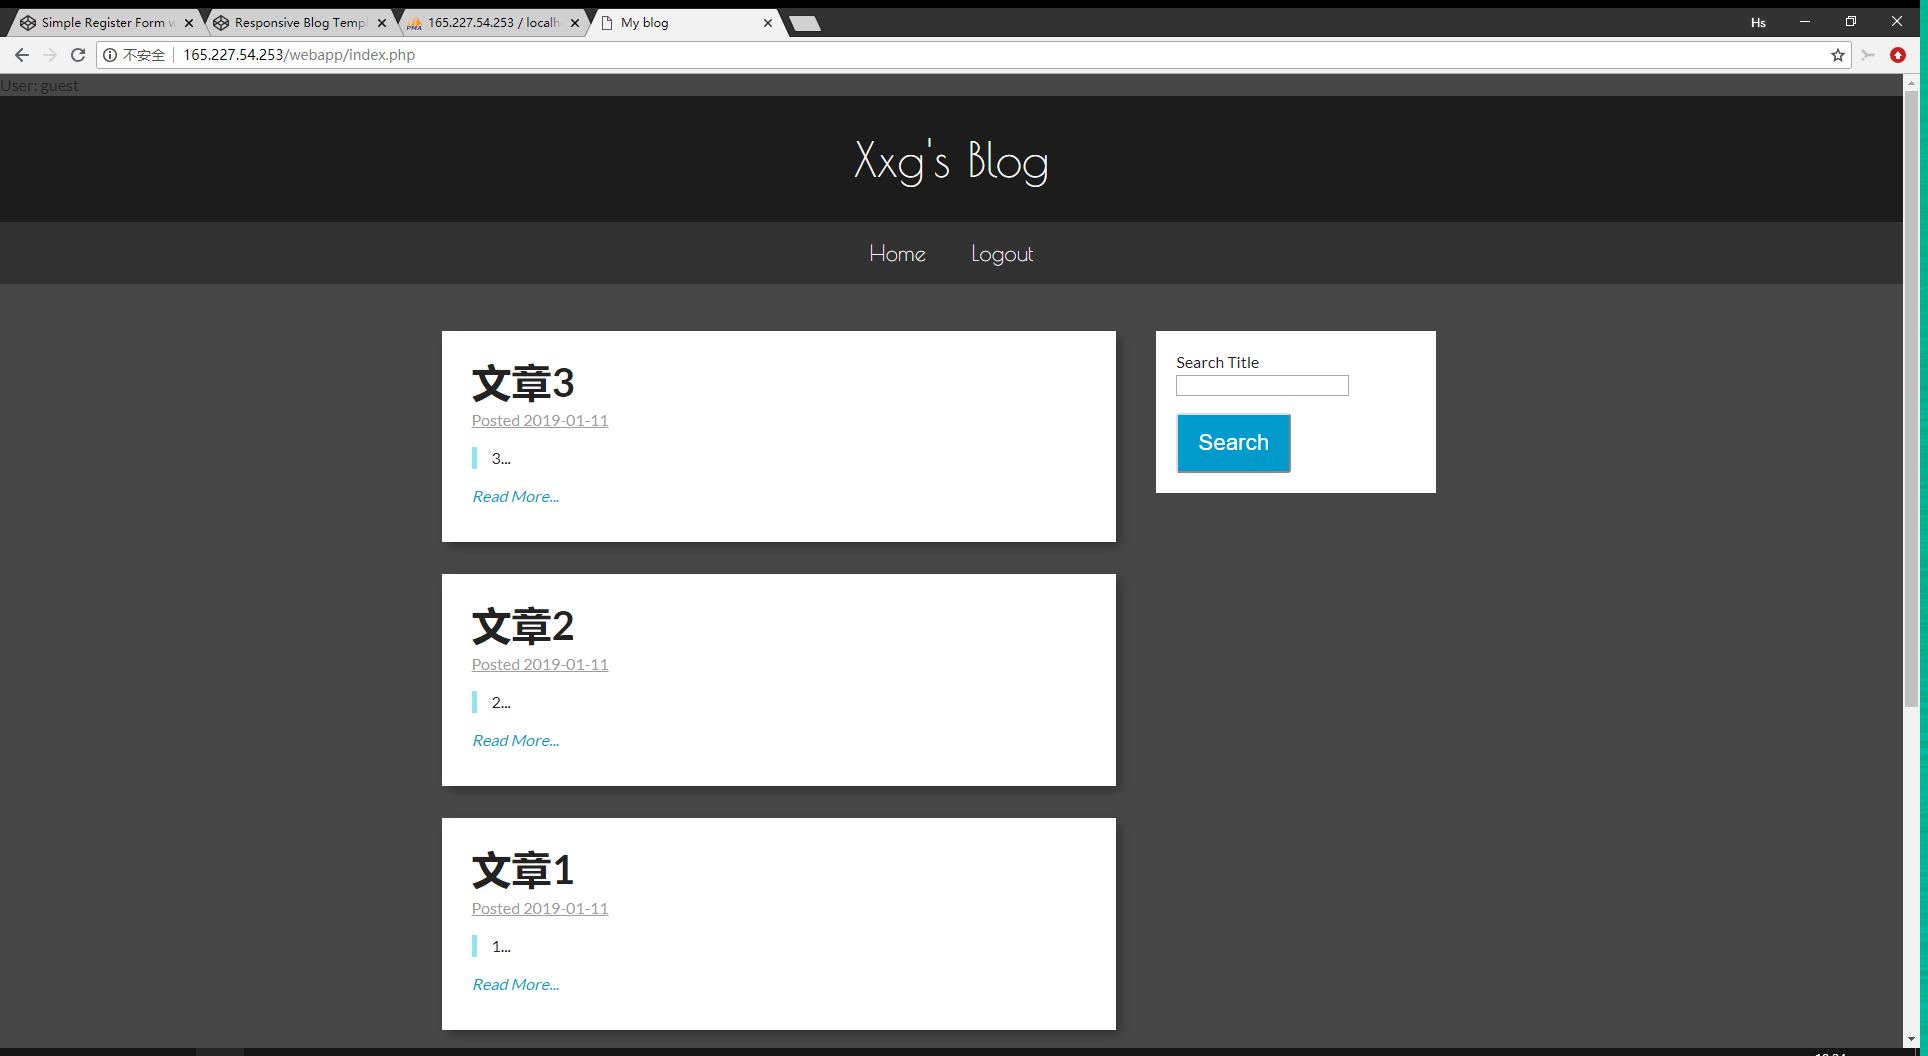 Simple Register Form w
Responsive Blog Templ
165.227.54.253 / localh
My blog
Hs
不安全
165.227.54.253/webapp/index.php
User: guest
Xxg's Blog
Home
Logout
文章3
Posted 2019-01-11
3...
Read More...
Search Title
Search
文章2
Posted 2019-01-11
2...
Read More...
文章1
Posted 2019-01-11
1...
Read More...